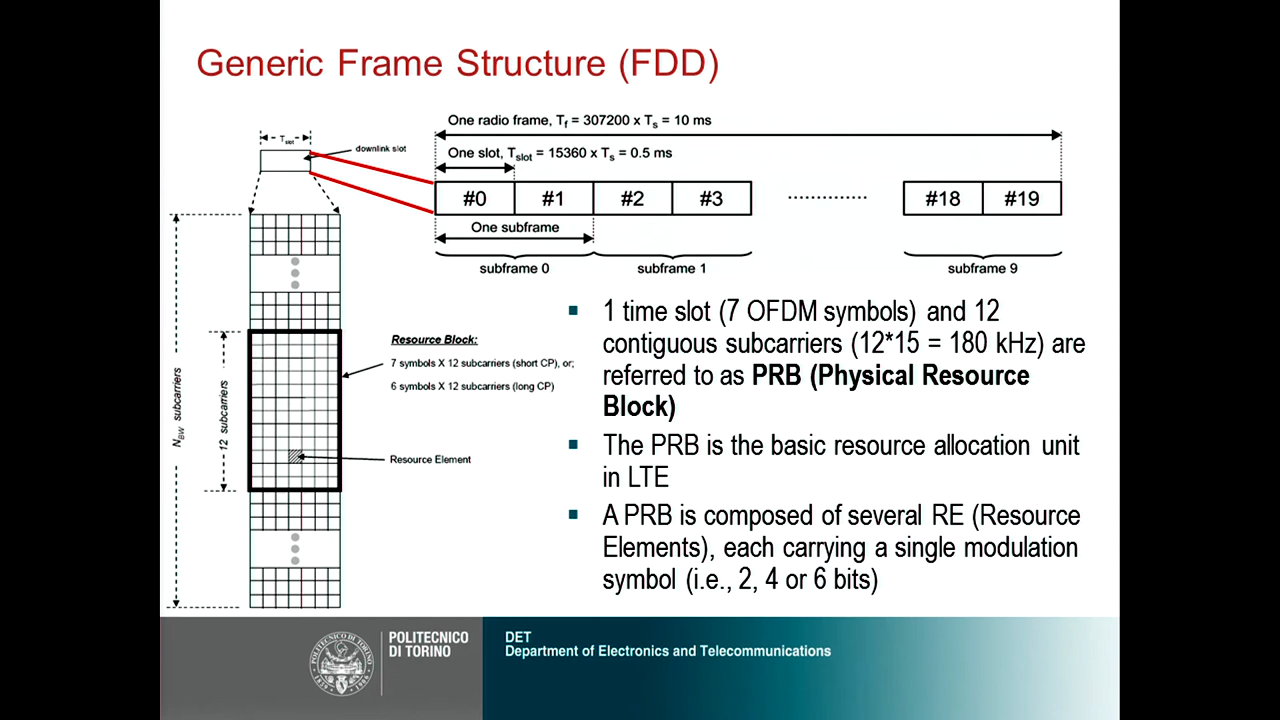 Generic Frame Structure (FDD)
One radio frame, Tf = 307200 x Ts = 10 ms
Tslot
downlink slot
One slot, Tslot = 15360 x Ts = 0.5 ms
#0 #1 #2 #3 ............. #18 #19
One subframe
subframe 0 subframe 1 subframe 9
NBW subcarriers
12 subcarriers
Resource Block:
7 symbols X 12 subcarriers (short CP), or;
6 symbols X 12 subcarriers (long CP)
Resource Element
▪ 1 time slot (7 OFDM symbols) and 12
contiguous subcarriers (12*15 = 180 kHz) are
referred to as PRB (Physical Resource
Block)
▪ The PRB is the basic resource allocation unit
in LTE
▪ A PRB is composed of several RE (Resource
Elements), each carrying a single modulation
symbol (i.e., 2, 4 or 6 bits)
POLITECNICO
DI TORINO
DET
Department of Electronics and Telecommunications